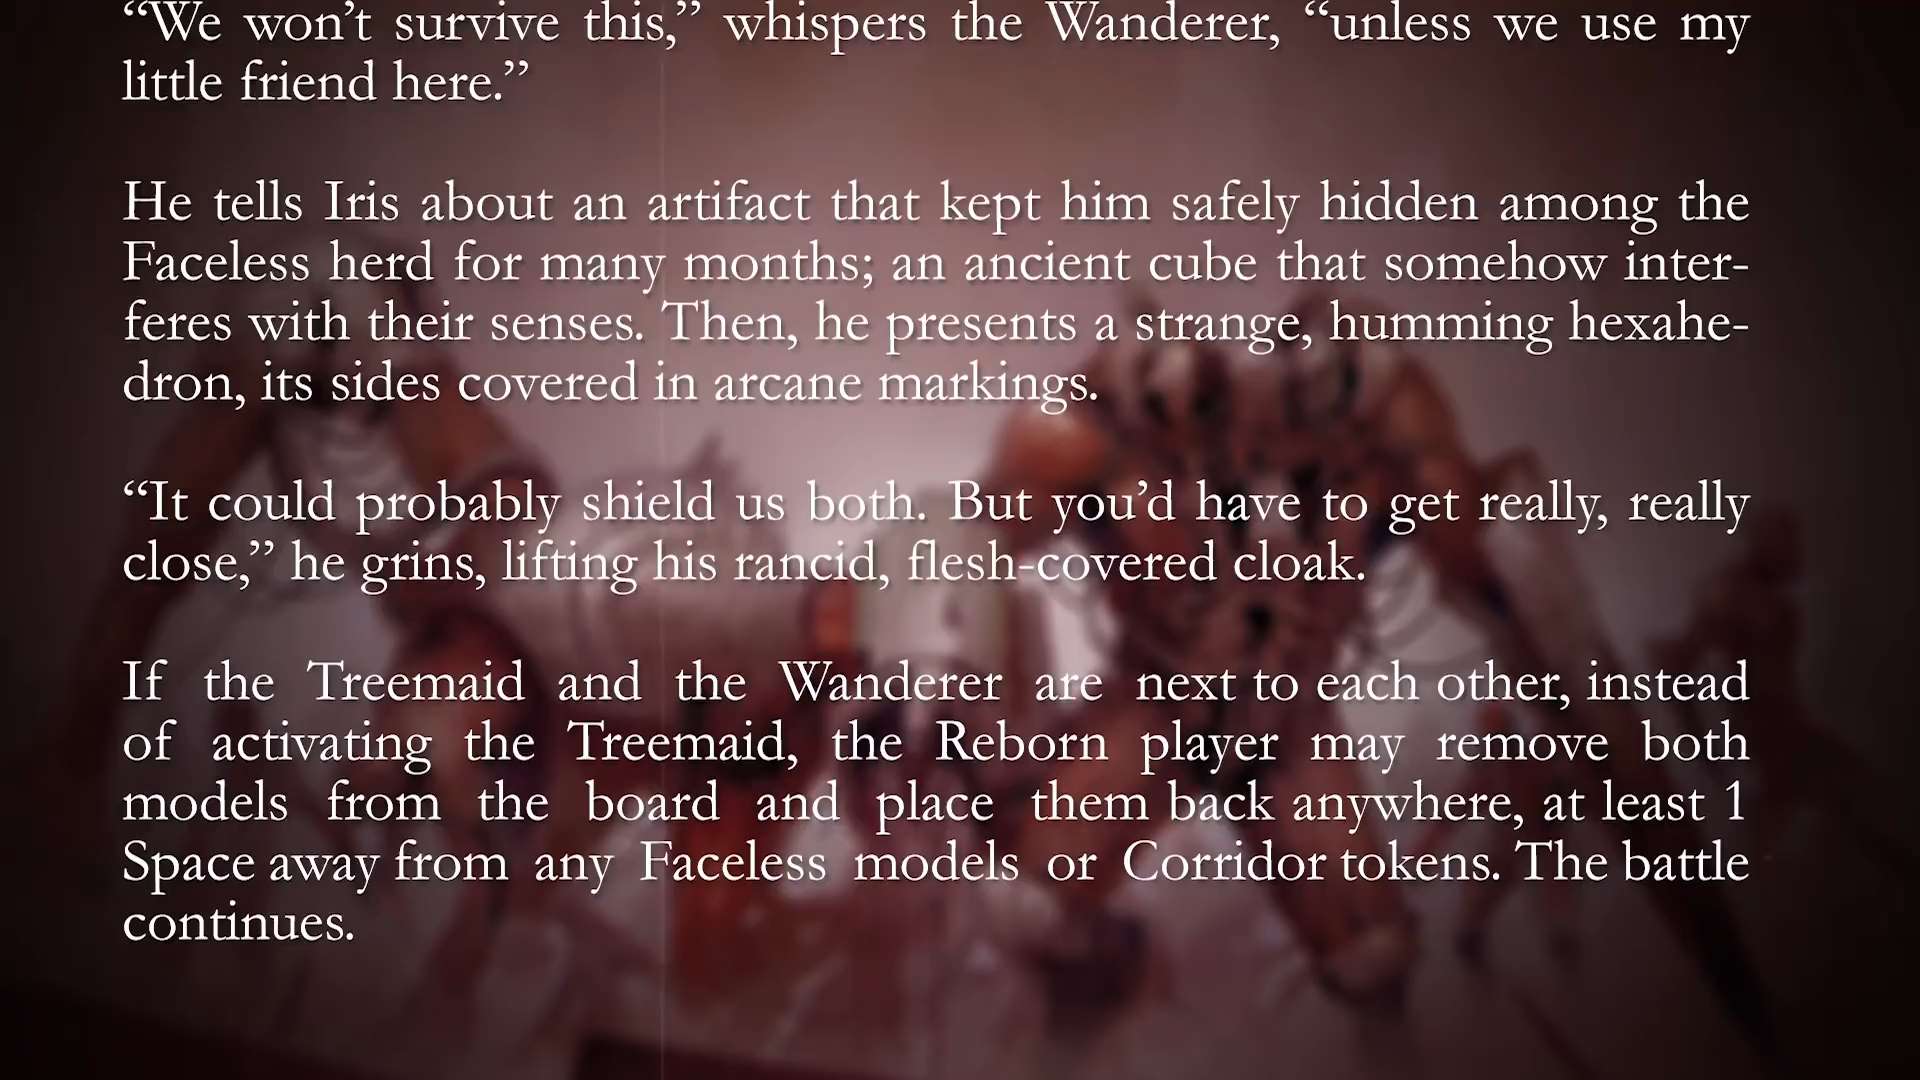 “We won’t survive this,” whispers the Wanderer, “unless we use my
little friend here.”
He tells Iris about an artifact that kept him safely hidden among the
Faceless herd for many months; an ancient cube that somehow inter-
feres with their senses. Then, he presents a strange, humming hexahe-
dron, its sides covered in arcane markings.
“It could probably shield us both. But you’d have to get really, really
close,” he grins, lifting his rancid, flesh-covered cloak.
If the Treemaid and the Wanderer are next to each other, instead
of activating the Treemaid, the Reborn player may remove both
models from the board and place them back anywhere, at least 1
Space away from any Faceless models or Corridor tokens. The battle
continues.